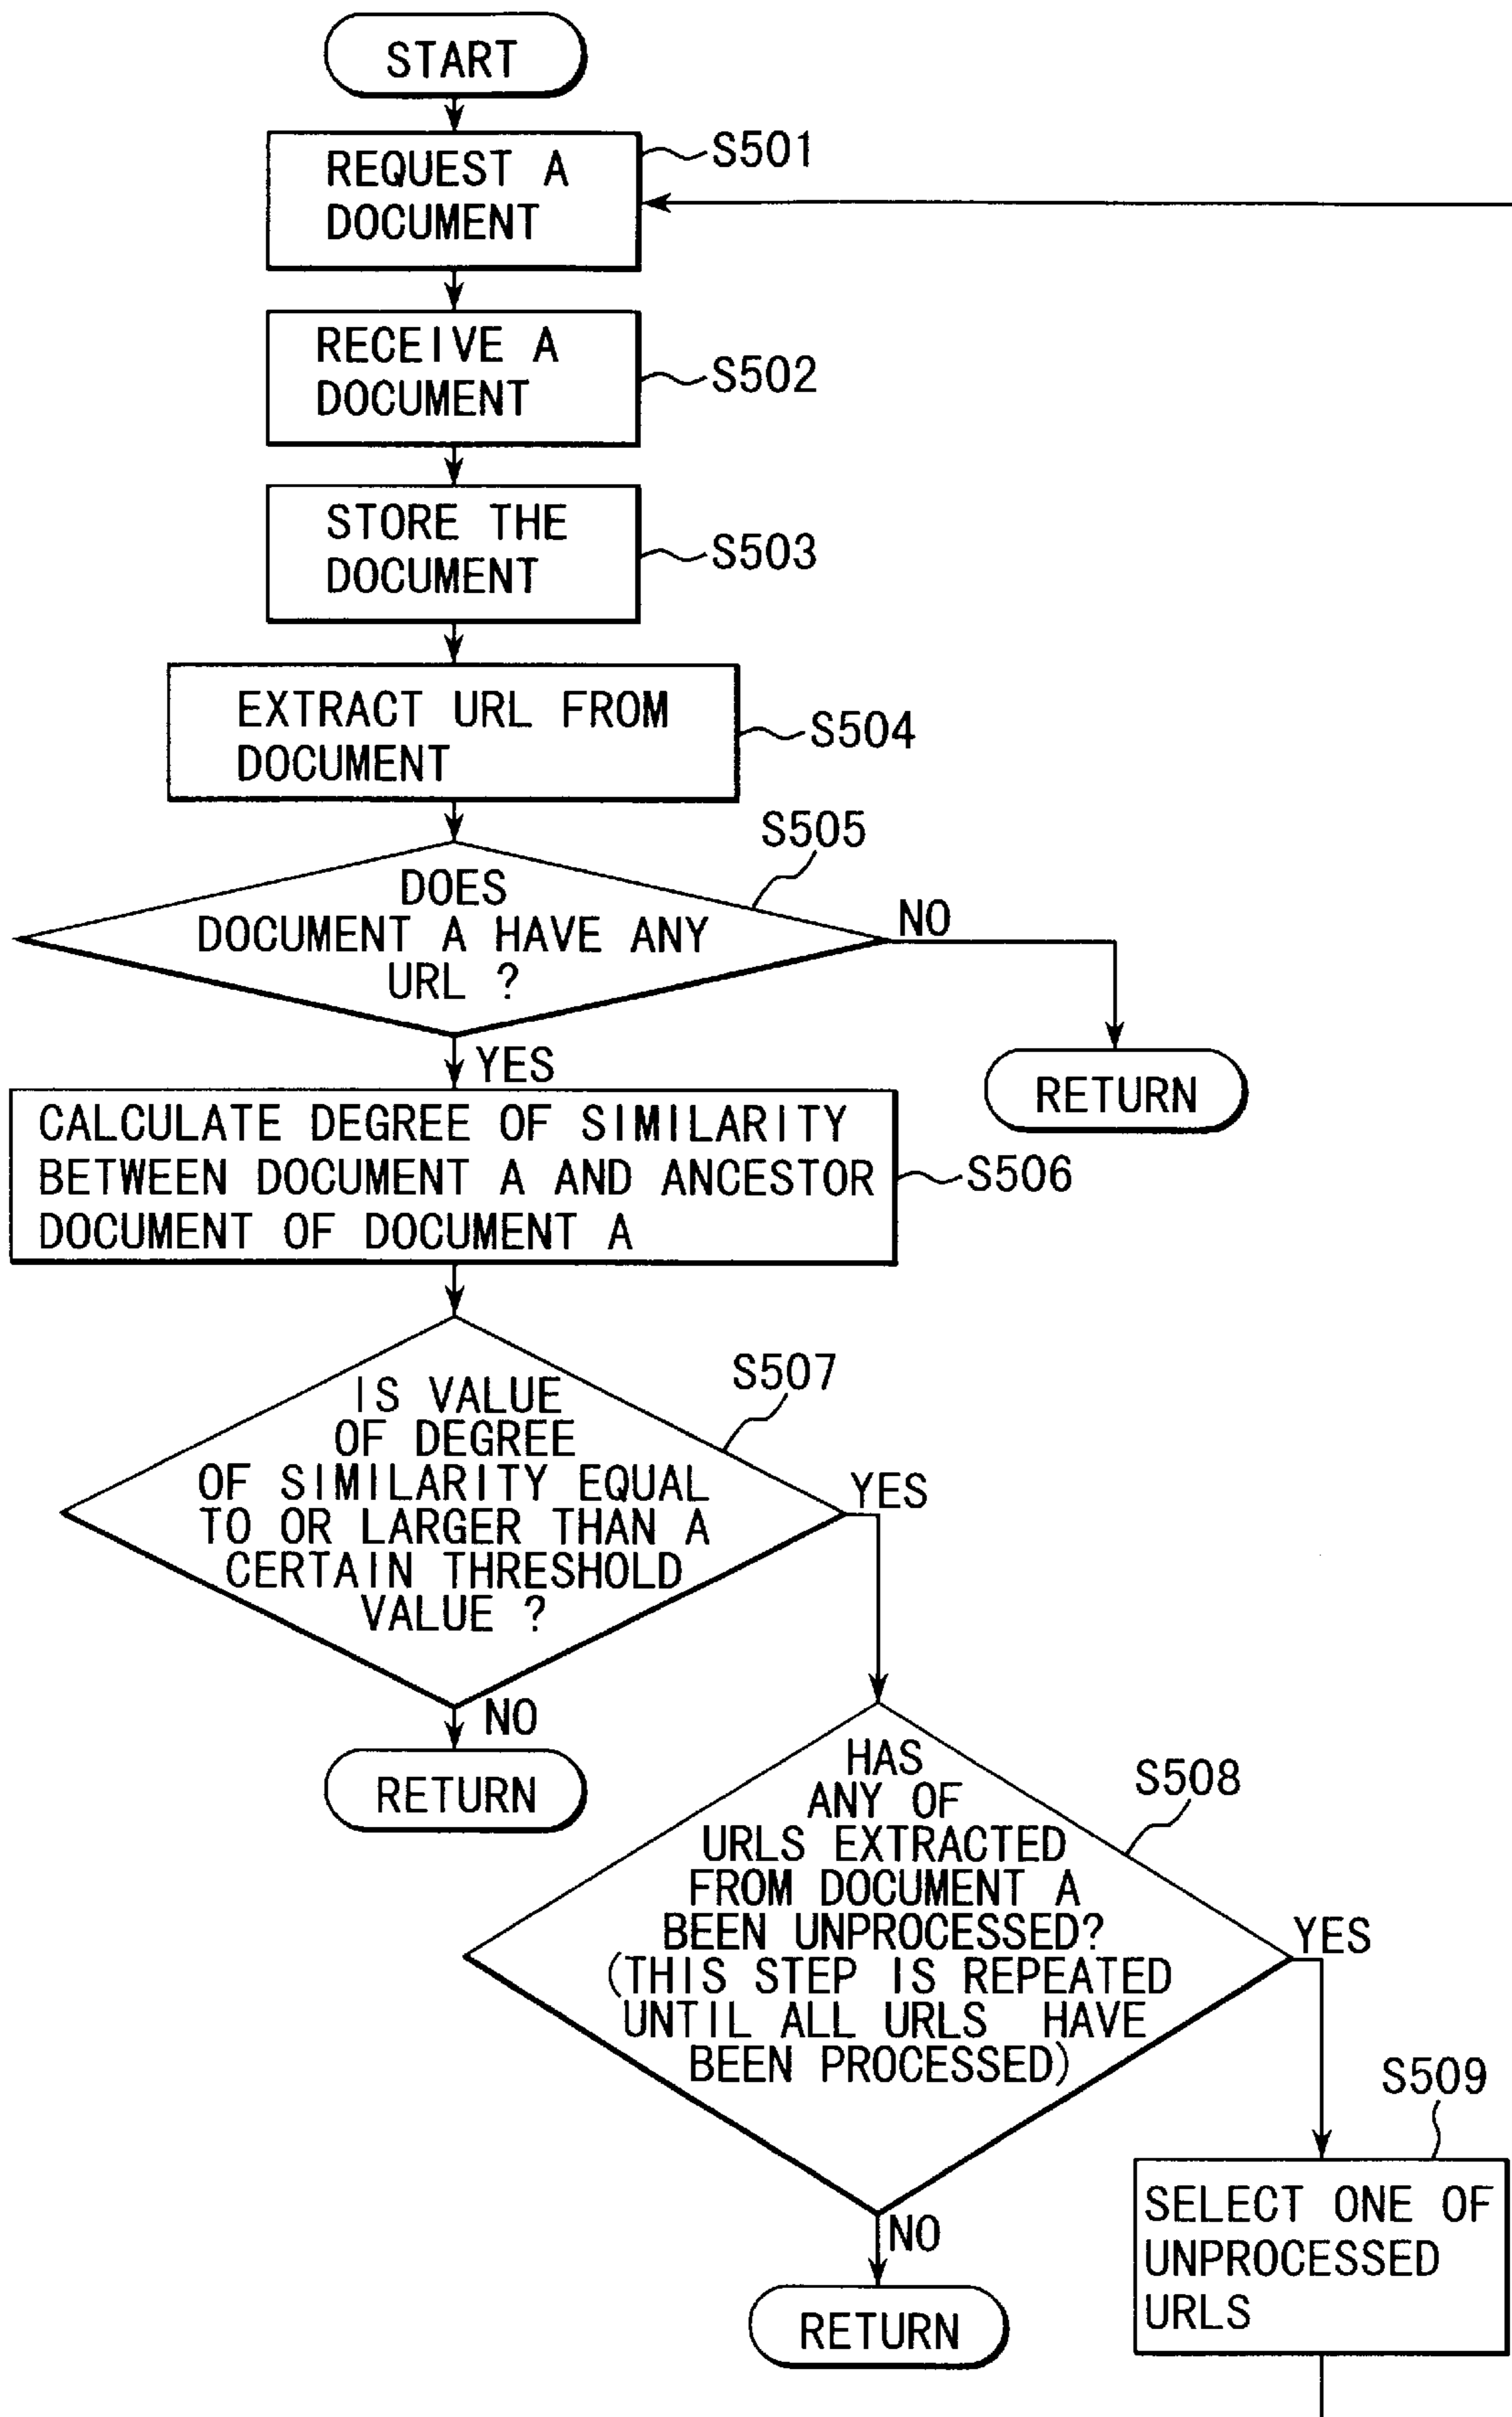 START
REQUEST A
DOCUMENT
S501
RECEIVE A
DOCUMENT
S502
STORE THE
DOCUMENT
S503
EXTRACT URL FROM
DOCUMENT
S504
S505
DOES
DOCUMENT A HAVE ANY
URL ?
NO
RETURN
YES
CALCULATE DEGREE OF SIMILARITY
BETWEEN DOCUMENT A AND ANCESTOR
DOCUMENT OF DOCUMENT A
S506
S507
IS VALUE
OF DEGREE
OF SIMILARITY EQUAL
TO OR LARGER THAN A
CERTAIN THRESHOLD
VALUE ?
YES
NO
RETURN
S508
HAS
ANY OF
URLS EXTRACTED
FROM DOCUMENT A
BEEN UNPROCESSED?
(THIS STEP IS REPEATED
UNTIL ALL URLS HAVE
BEEN PROCESSED)
YES
NO
RETURN
S509
SELECT ONE OF
UNPROCESSED
URLS